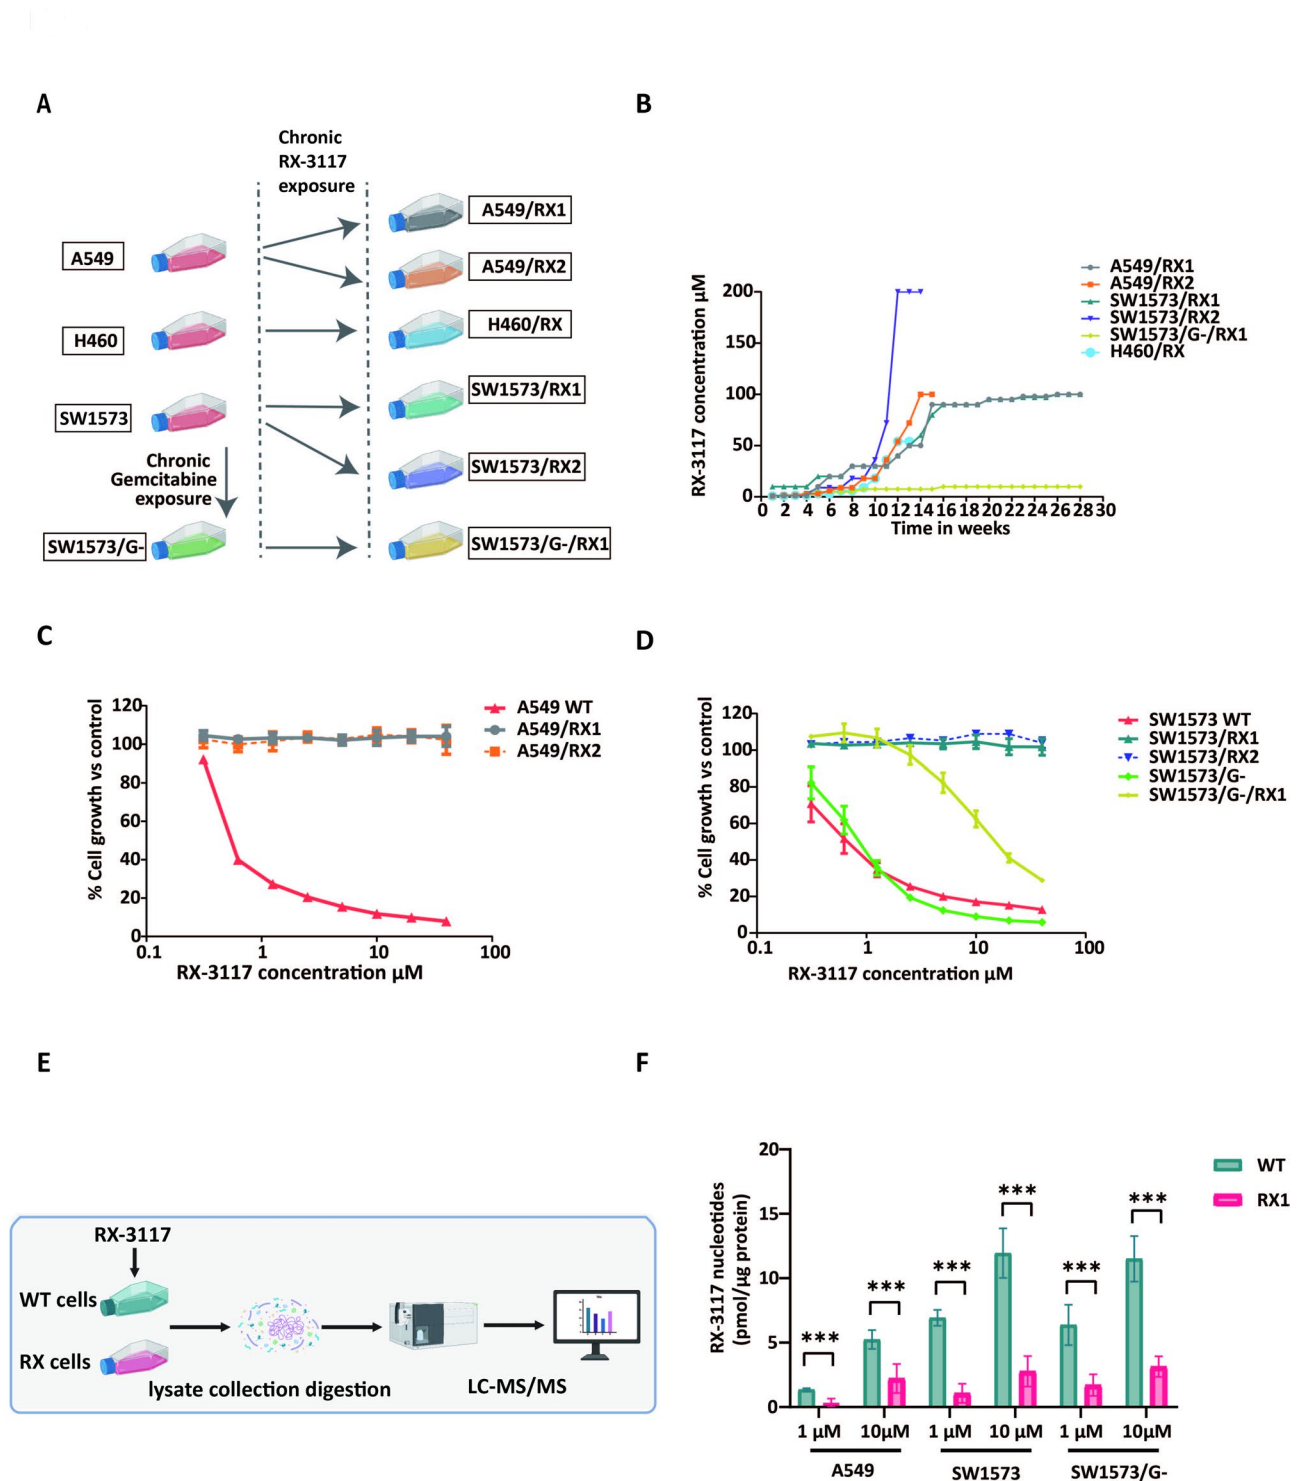 A
Chronic
RX-3117
exposure
A549
H460
SW1573
Chronic
Gemcitabine
exposure
SW1573/G-
A549/RX1
A549/RX2
H460/RX
SW1573/RX1
SW1573/RX2
SW1573/G-/RX1
B
RX-3117 concentration µM
200
150
100
50
0
0 2 4 6 8 10 12 14 16 18 20 22 24 26 28 30
Time in weeks
A549/RX1
A549/RX2
SW1573/RX1
SW1573/RX2
SW1573/G-/RX1
H460/RX
C
% Cell growth vs control
120
100
80
60
40
20
0
0.1 1 10 100
RX-3117 concentration µM
A549 WT
A549/RX1
A549/RX2
D
% Cell growth vs control
120
100
80
60
40
20
0
0.1 1 10 100
RX-3117 concentration µM
SW1573 WT
SW1573/RX1
SW1573/RX2
SW1573/G-
SW1573/G-/RX1
E
RX-3117
WT cells
RX cells
lysate collection digestion
LC-MS/MS
F
RX-3117 nucleotides
(pmol/µg protein)
20
15
10
5
0
*** *** *** *** *** ***
1 µM 10µM 1 µM 10 µM 1 µM 10µM
A549 SW1573 SW1573/G-
WT
RX1